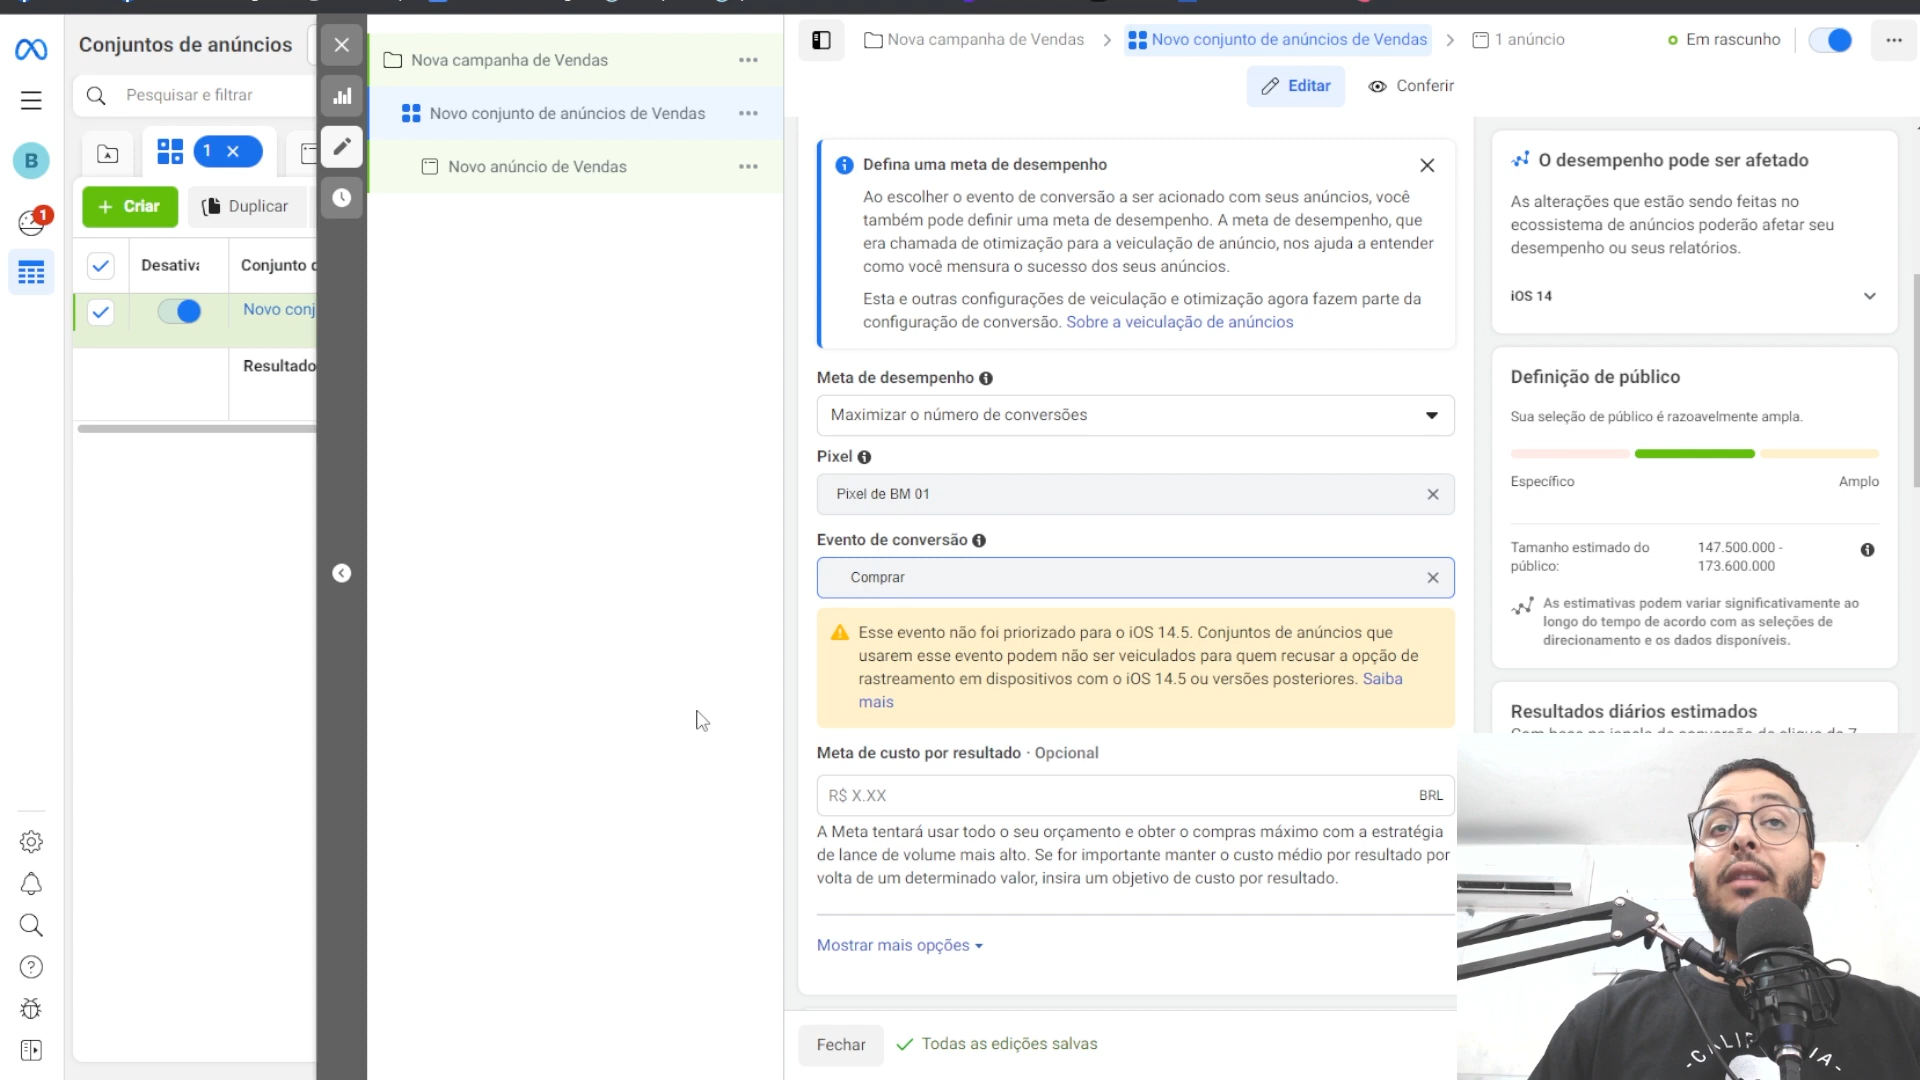 Conjuntos de anúncios
Pesquisar e filtrar
B
1
1
Criar
Duplicar
Desativa
Conjunto d
Novo conj
Resultado
Nova campanha de Vendas
Novo conjunto de anúncios de Vendas
Novo anúncio de Vendas
Nova campanha de Vendas
Novo conjunto de anúncios de Vendas
1 anúncio
Em rascunho
Editar
Conferir
Defina uma meta de desempenho
Ao escolher o evento de conversão a ser acionado com seus anúncios, você
também pode definir uma meta de desempenho. A meta de desempenho, que
era chamada de otimização para a veiculação de anúncio, nos ajuda a entender
como você mensura o sucesso dos seus anúncios.
Esta e outras configurações de veiculação e otimização agora fazem parte da
configuração de conversão. Sobre a veiculação de anúncios
Meta de desempenho
Maximizar o número de conversões
Pixel
Pixel de BM 01
Evento de conversão
Comprar
Esse evento não foi priorizado para o iOS 14.5. Conjuntos de anúncios que
usarem esse evento podem não ser veiculados para quem recusar a opção de
rastreamento em dispositivos com o iOS 14.5 ou versões posteriores. Saiba
mais
Meta de custo por resultado · Opcional
R$ X.XX
BRL
A Meta tentará usar todo o seu orçamento e obter o compras máximo com a estratégia
de lance de volume mais alto. Se for importante manter o custo médio por resultado por
volta de um determinado valor, insira um objetivo de custo por resultado.
Mostrar mais opções
Fechar
Todas as edições salvas
O desempenho pode ser afetado
As alterações que estão sendo feitas no
ecossistema de anúncios poderão afetar seu
desempenho ou seus relatórios.
iOS 14
Definição de público
Sua seleção de público é razoavelmente ampla.
Específico
Amplo
Tamanho estimado do
público:
147.500.000 -
173.600.000
As estimativas podem variar significativamente ao
longo do tempo de acordo com as seleções de
direcionamento e os dados disponíveis.
Resultados diários estimados